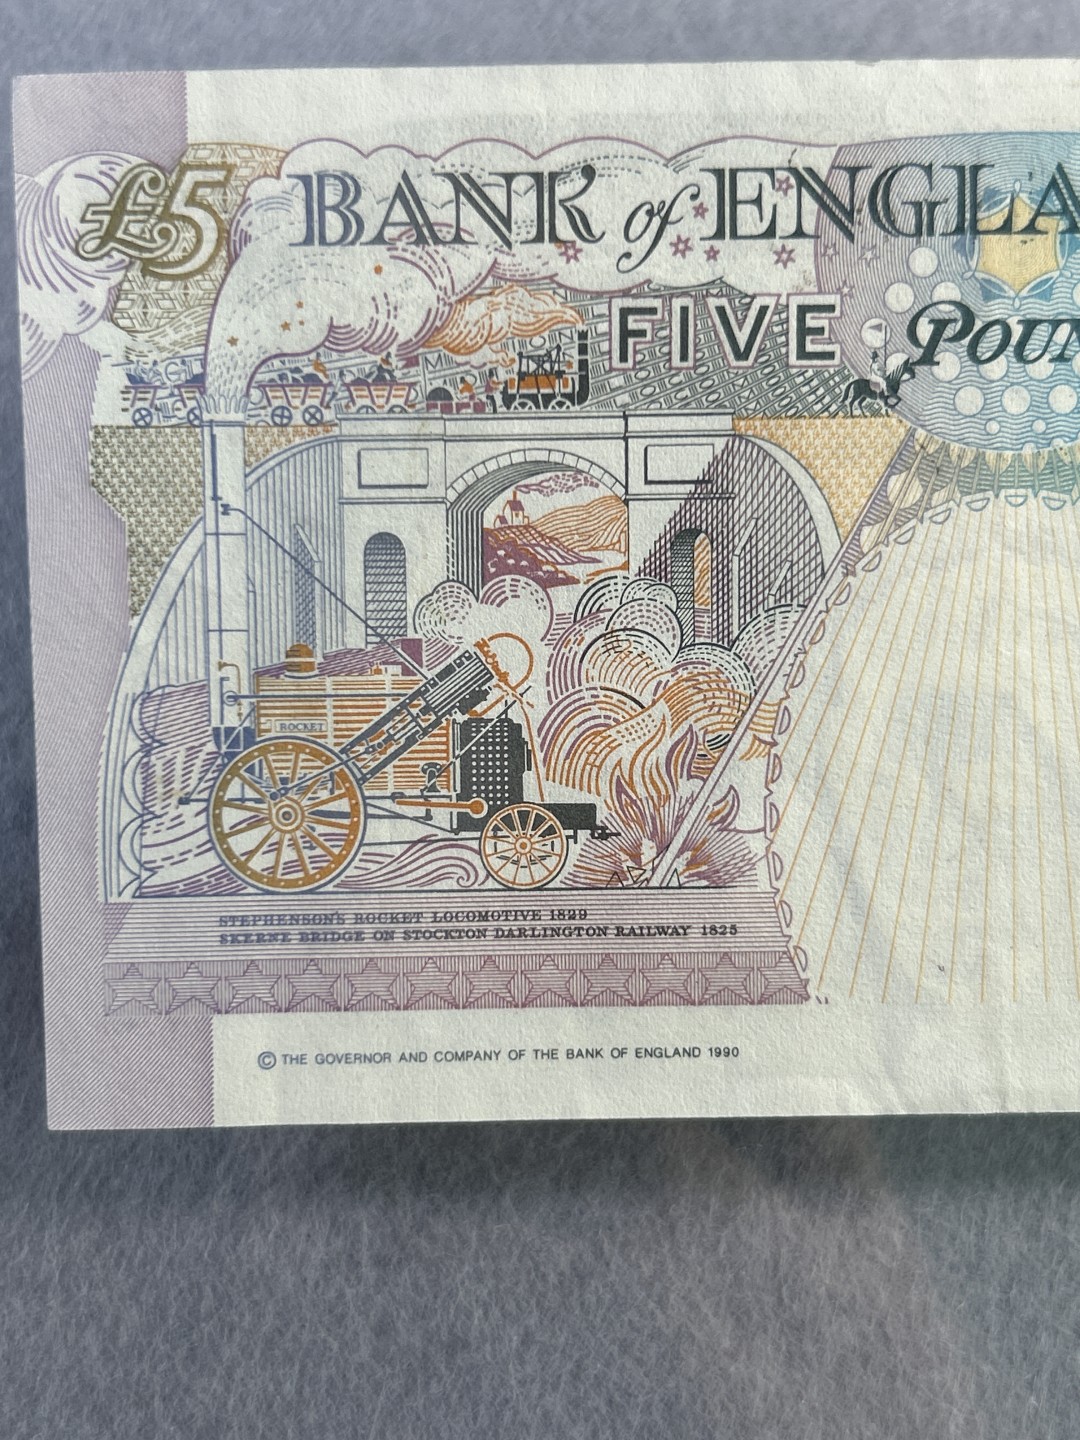 £5 BANK of ENGLA
FIVE POUN
ROCKET
STEPHENSON'S ROCKET LOCOMOTIVE 1829
SKERNE BRIDGE ON STOCKTON DARLINGTON RAILWAY 1825
© THE GOVERNOR AND COMPANY OF THE BANK OF ENGLAND 1990